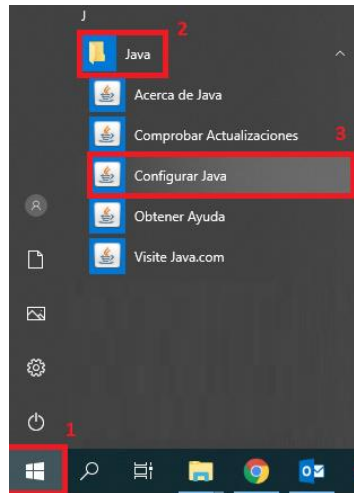 J
2
Java
Acerca de Java
Comprobar Actualizaciones
3
Configurar Java
Obtener Ayuda
Visite Java.com
1